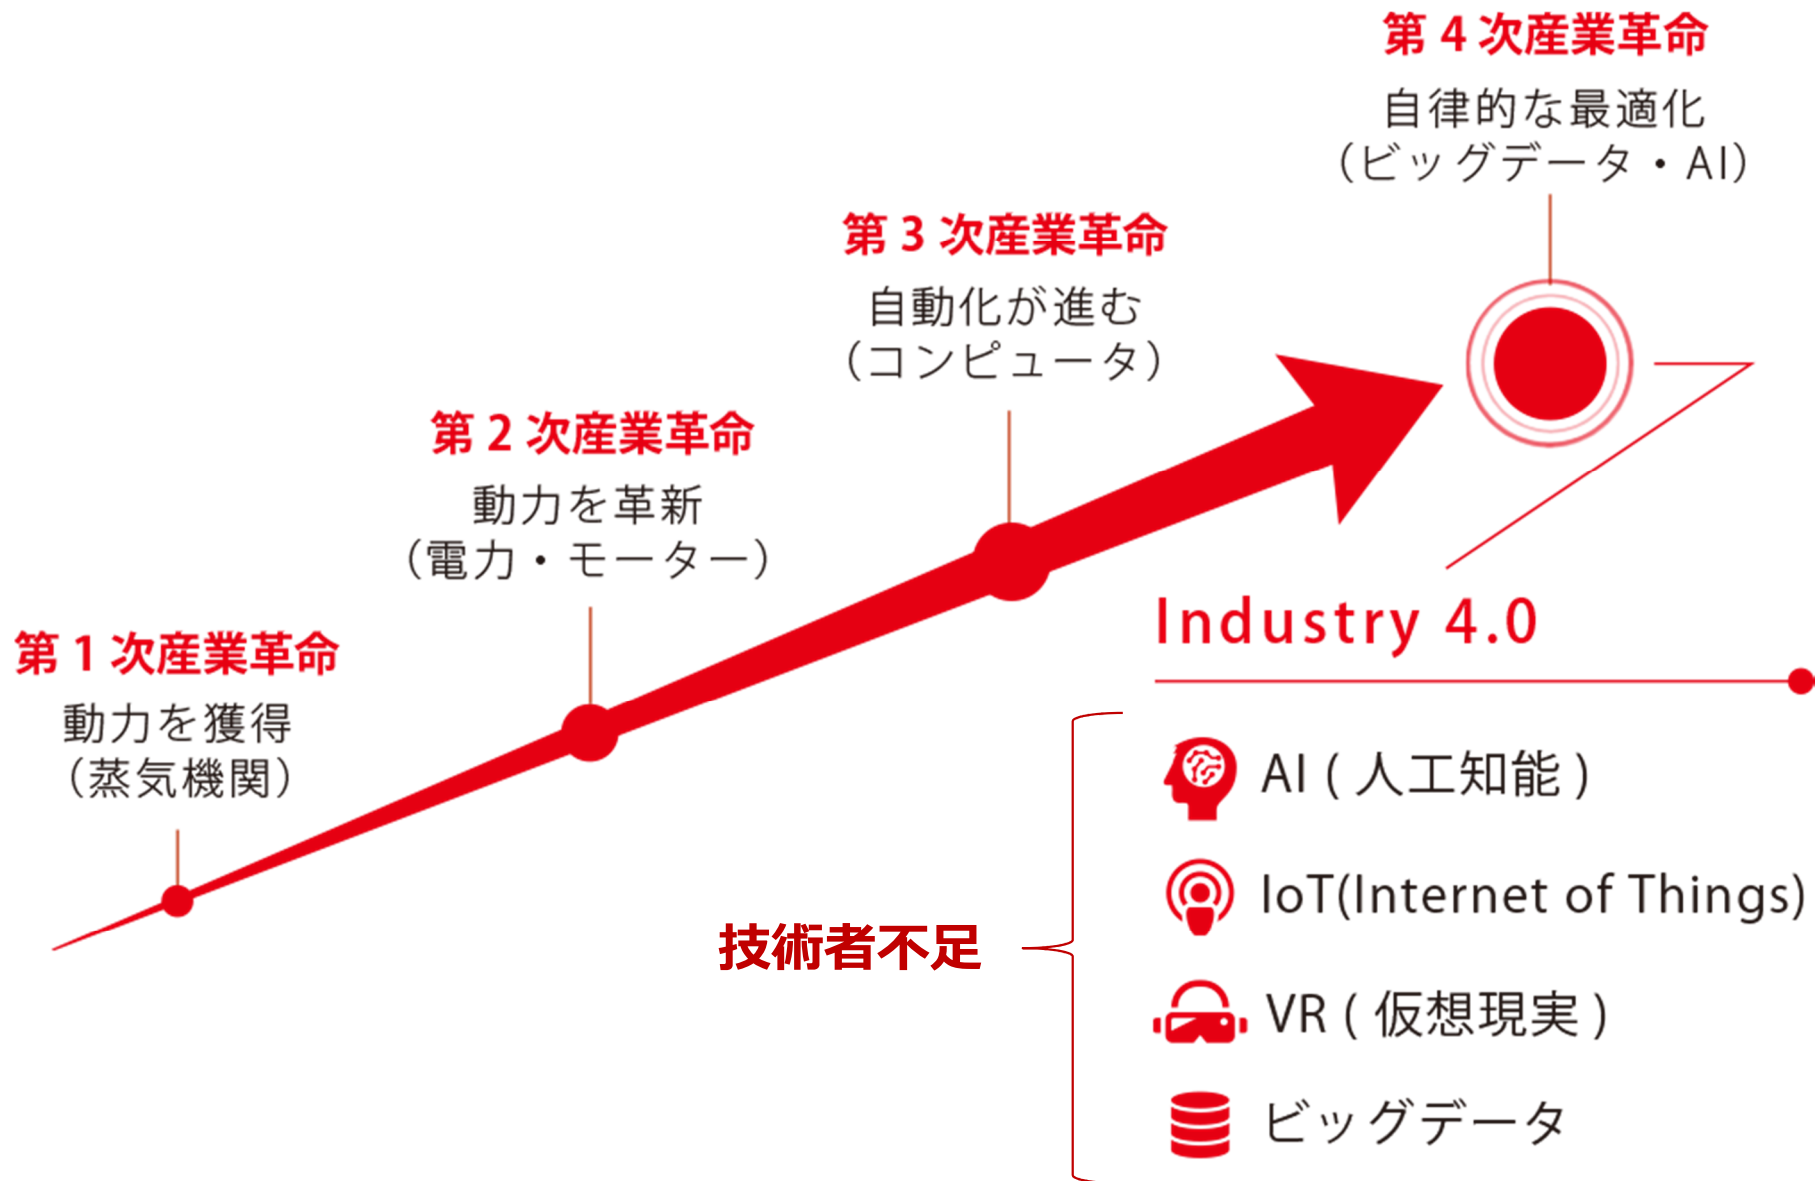 第4次産業革命
自律的な最適化
（ビッグデータ・AI）
第3次産業革命
自動化が進む
（コンピュータ）
第2次産業革命
動力を革新
（電力・モーター）
第1次産業革命
動力を獲得
（蒸気機関）
Industry 4.0
技術者不足
AI ( 人工知能 )
IoT(Internet of Things)
VR ( 仮想現実 )
ビッグデータ